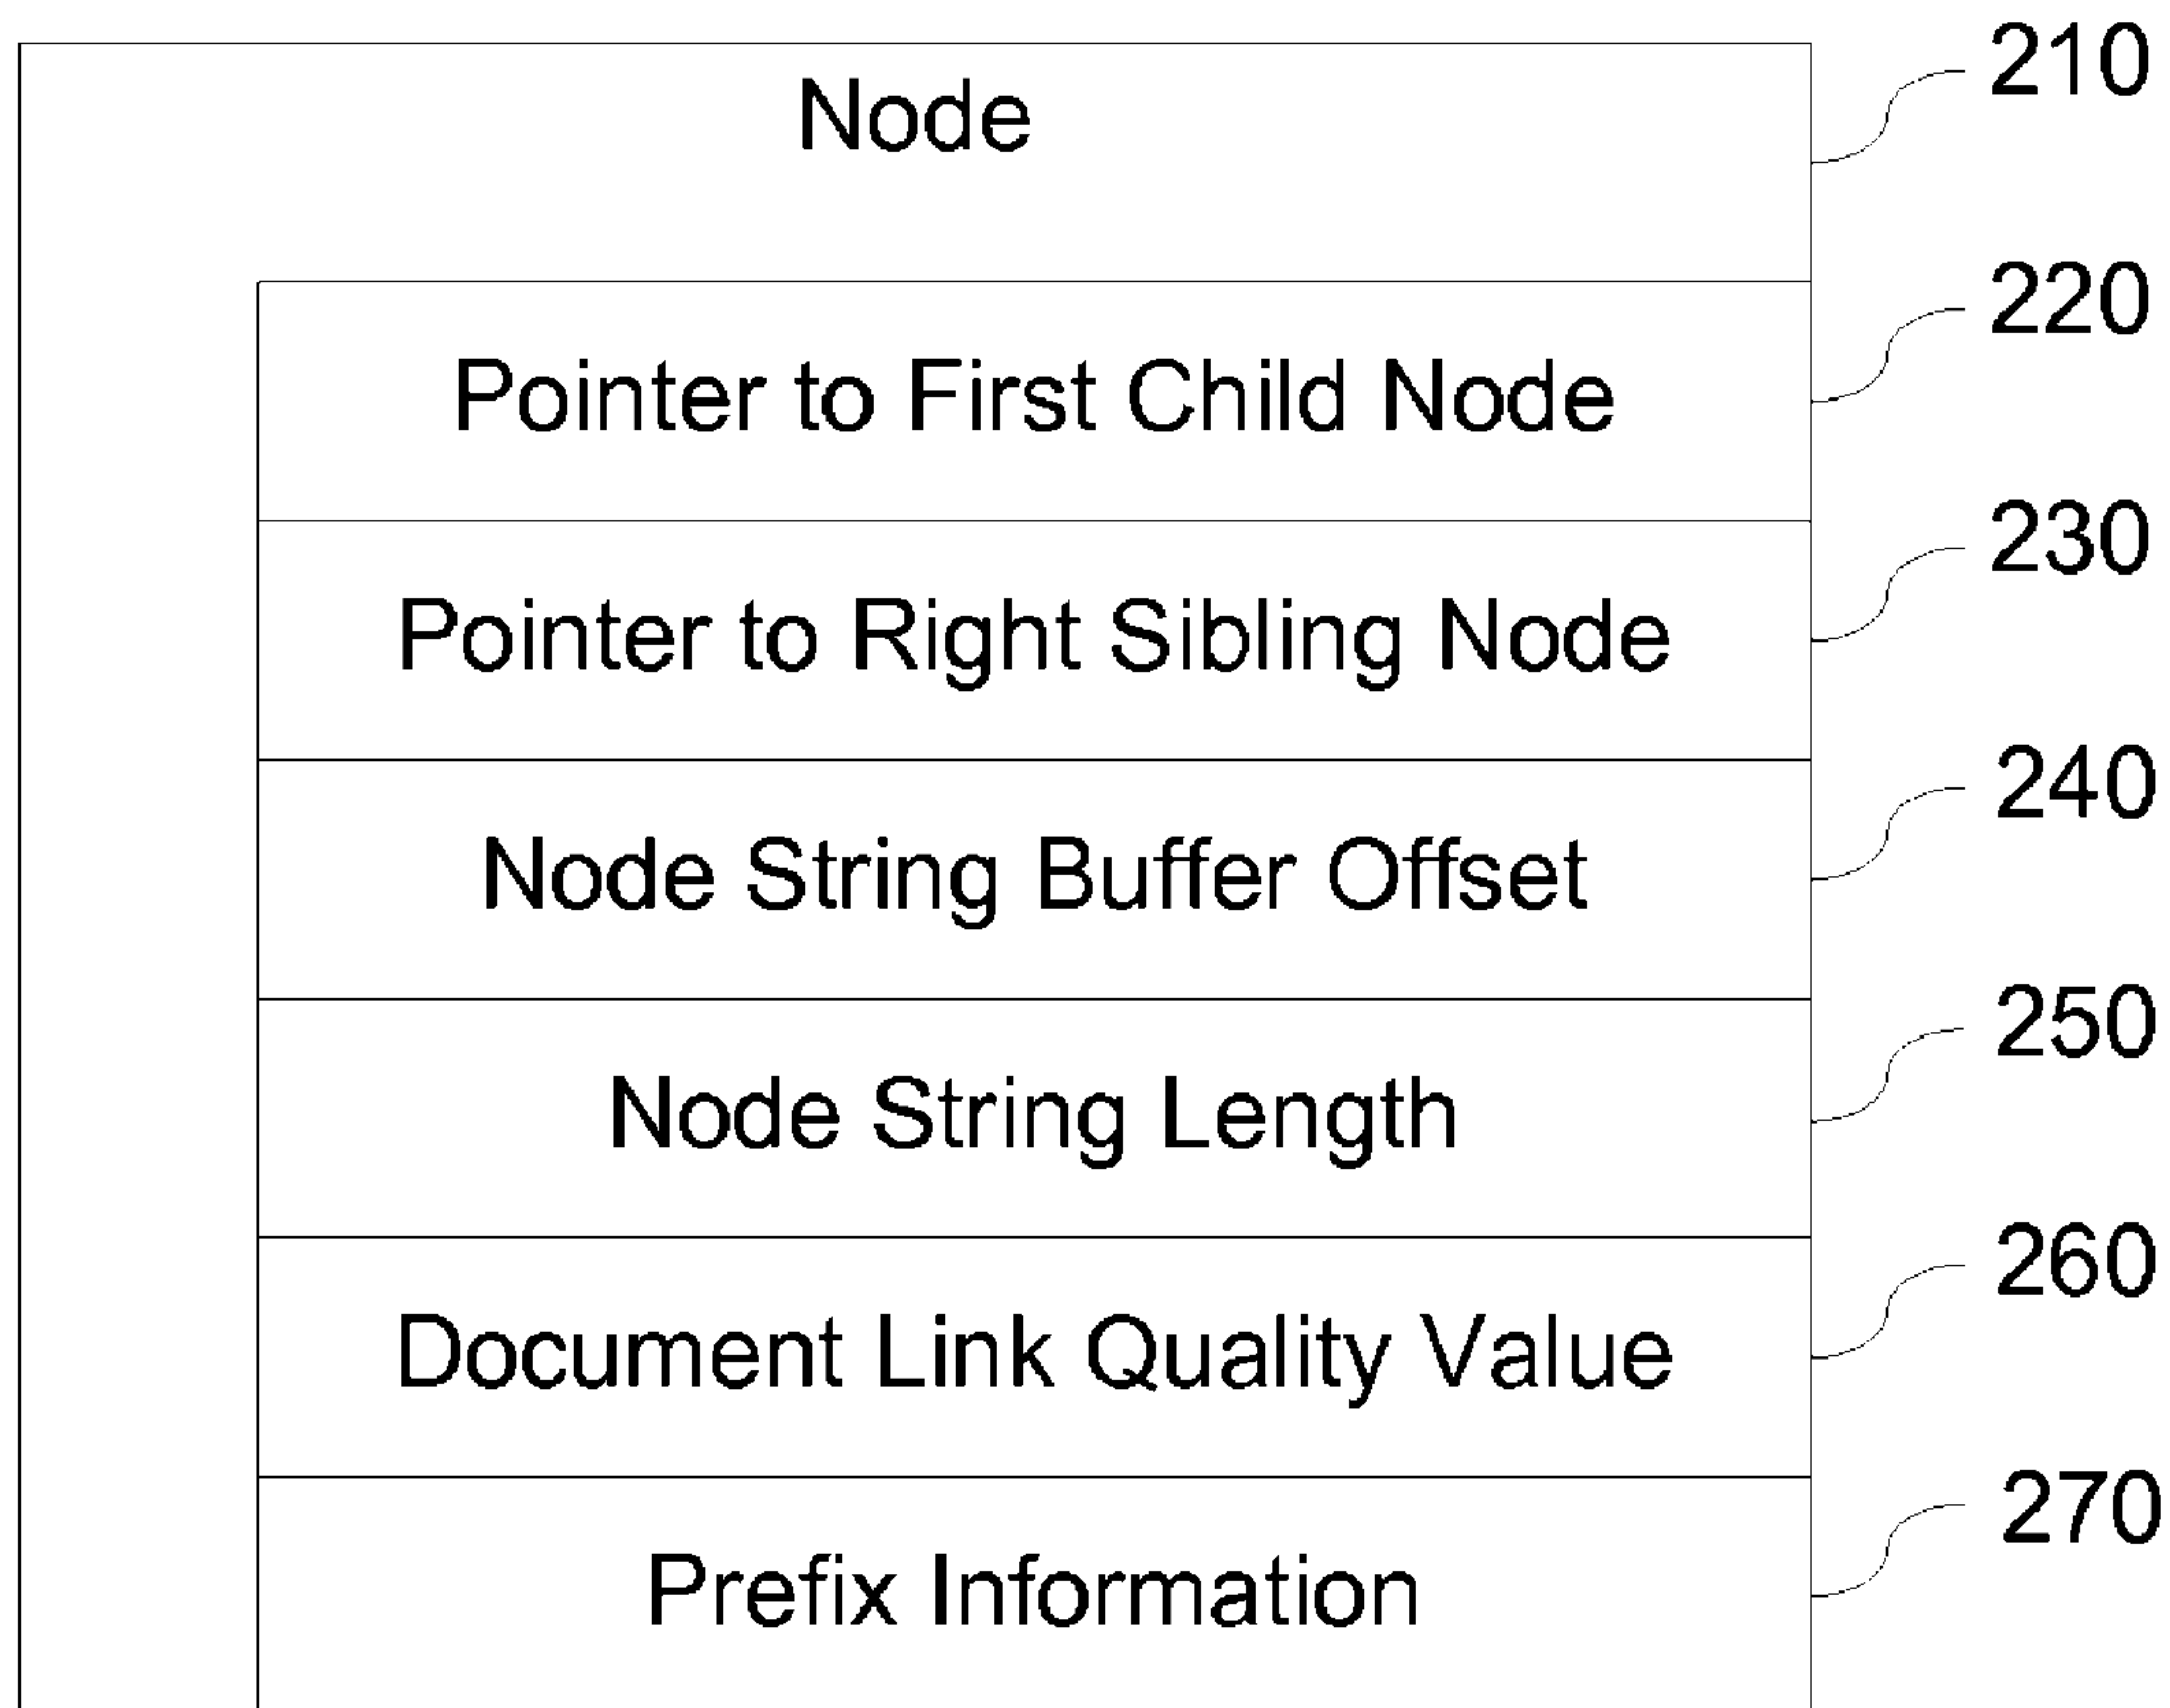 Node 210
Pointer to First Child Node 220
Pointer to Right Sibling Node 230
Node String Buffer Offset 240
Node String Length 250
Document Link Quality Value 260
Prefix Information 270